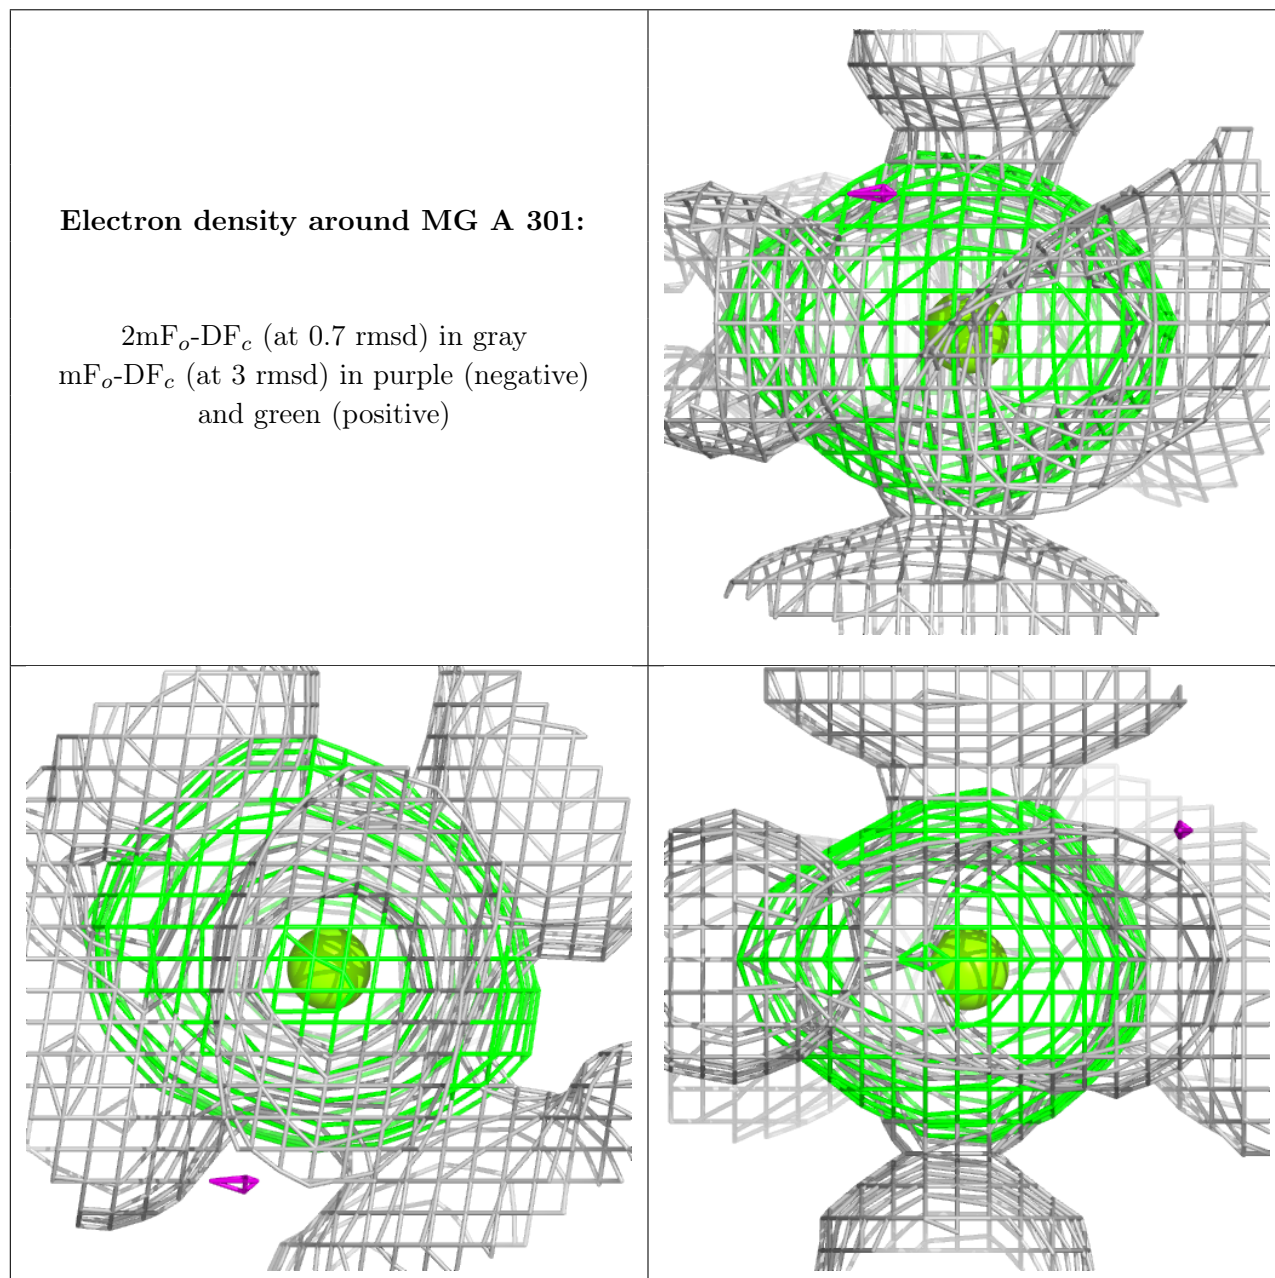 Electron density around MG A 301:
2mFo-DFc (at 0.7 rmsd) in gray
mFo-DFc (at 3 rmsd) in purple (negative)
and green (positive)